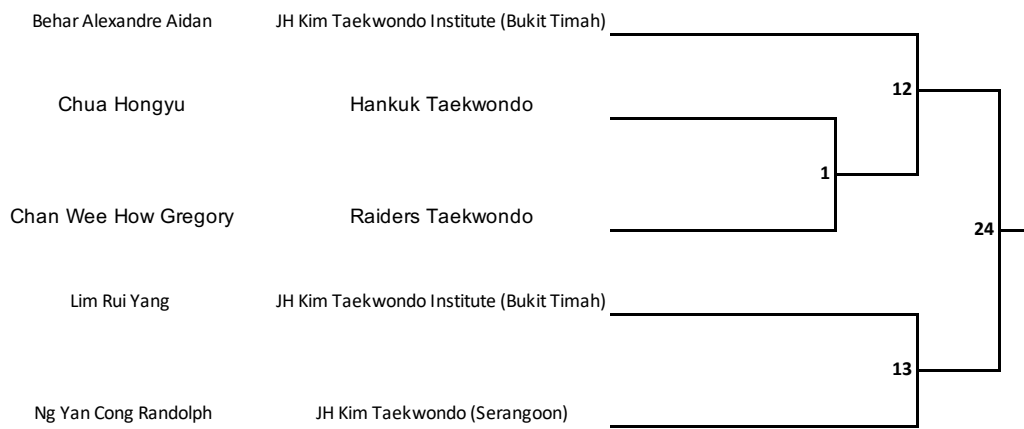 Behar Alexandre Aidan JH Kim Taekwondo Institute (Bukit Timah)
12
Chua Hongyu Hankuk Taekwondo
1
Chan Wee How Gregory Raiders Taekwondo
24
Lim Rui Yang JH Kim Taekwondo Institute (Bukit Timah)
13
Ng Yan Cong Randolph JH Kim Taekwondo (Serangoon)